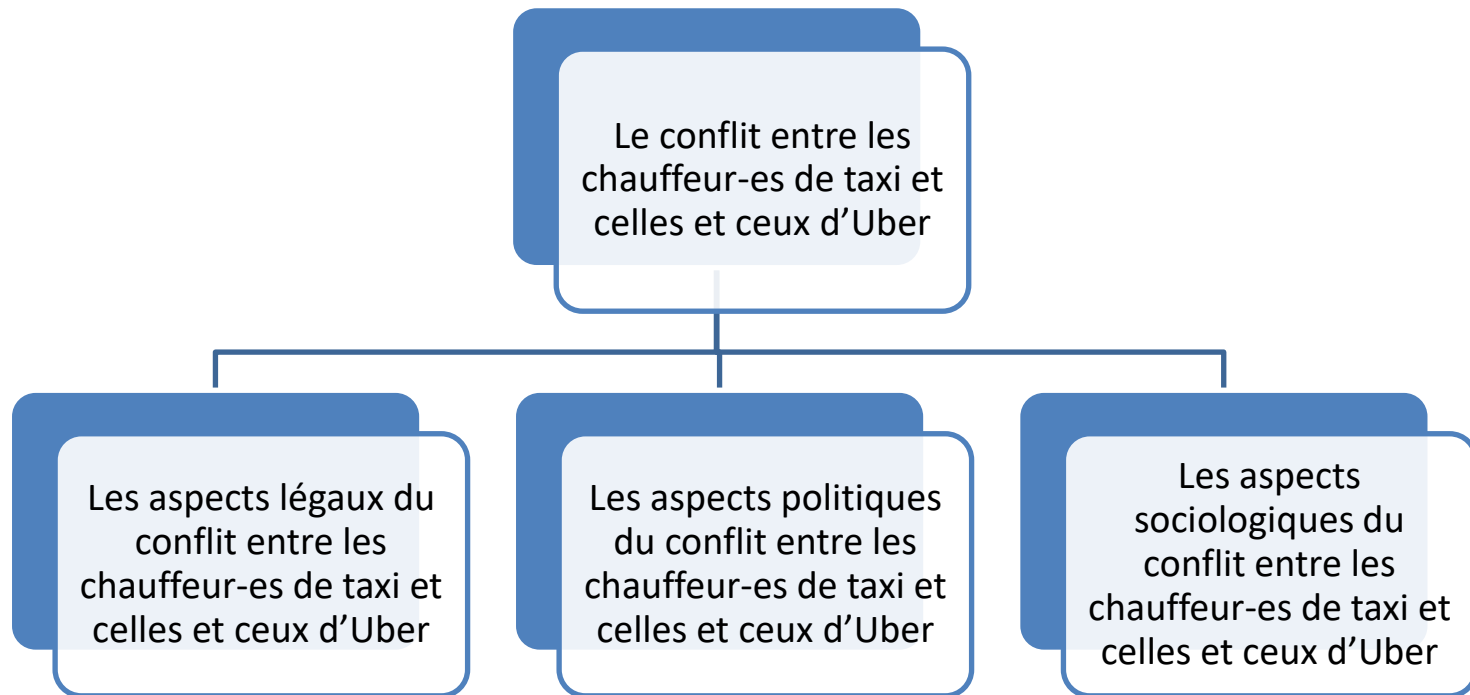 Le conflit entre les
chauffeur-es de taxi et
celles et ceux d’Uber
Les aspects légaux du
conflit entre les
chauffeur-es de taxi et
celles et ceux d’Uber
Les aspects politiques
du conflit entre les
chauffeur-es de taxi et
celles et ceux d’Uber
Les aspects
sociologiques du
conflit entre les
chauffeur-es de taxi et
celles et ceux d’Uber